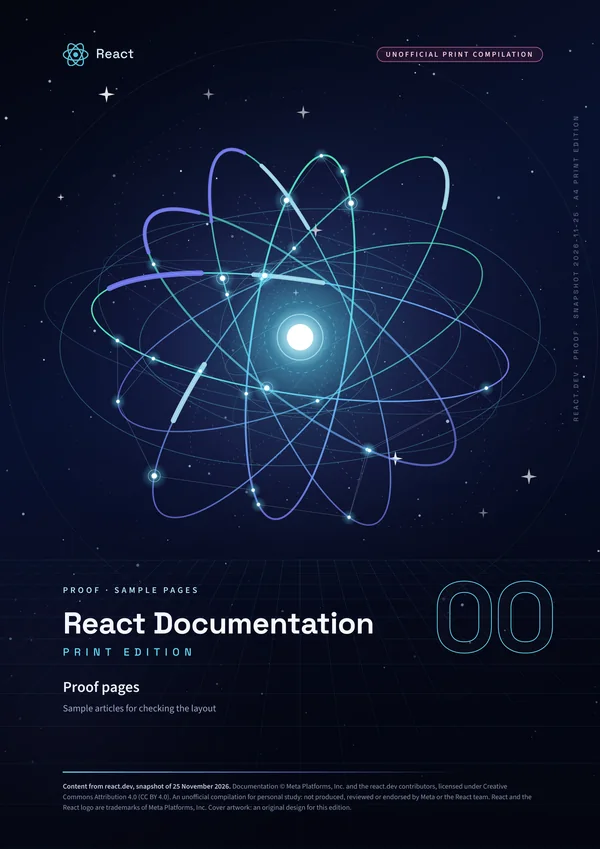 React
UNOFFICIAL PRINT COMPILATION
REACT.DEV · PROOF · SNAPSHOT 2026-11-25 · A4 PRINT EDITION
PROOF · SAMPLE PAGES
React Documentation
00
PRINT EDITION
Proof pages
Sample articles for checking the layout
Content from react.dev, snapshot of 25 November 2026. Documentation © Meta Platforms, Inc. and the react.dev contributors, licensed under Creative
Commons Attribution 4.0 (CC BY 4.0). An unofficial compilation for personal study: not produced, reviewed or endorsed by Meta or the React team. React and the
React logo are trademarks of Meta Platforms, Inc. Cover artwork: an original design for this edition.